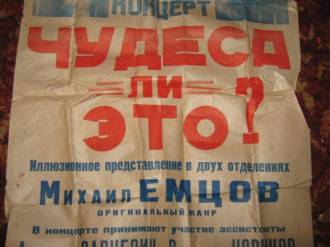 КОНЦЕРТ
ЧУДЕСА
ЛИ
ЭТО?
Иллюзионное представление в двух отделениях
Михаил ЕМЦОВ
ОРИГИНАЛЬНЫЙ ЖАНР
В концерте принимают участие ассистенты